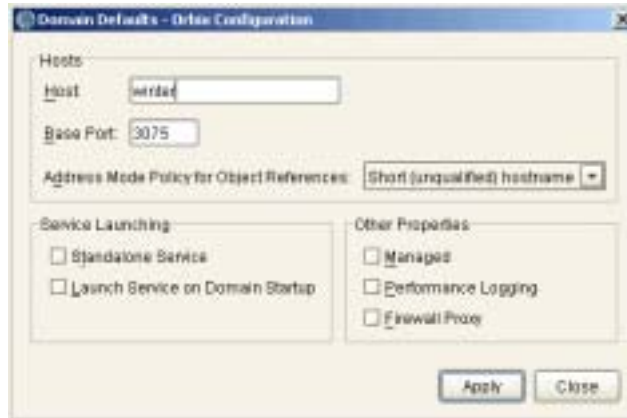 Domain Defaults - Orbix Configuration
Hosts
Host
winter
Base Port:
3075
Address Mode Policy for Object References:
Short (unqualified) hostname
Service Launching
Standalone Service
Launch Service on Domain Startup
Other Properties
Managed
Performance Logging
Firewall Proxy
Apply
Close